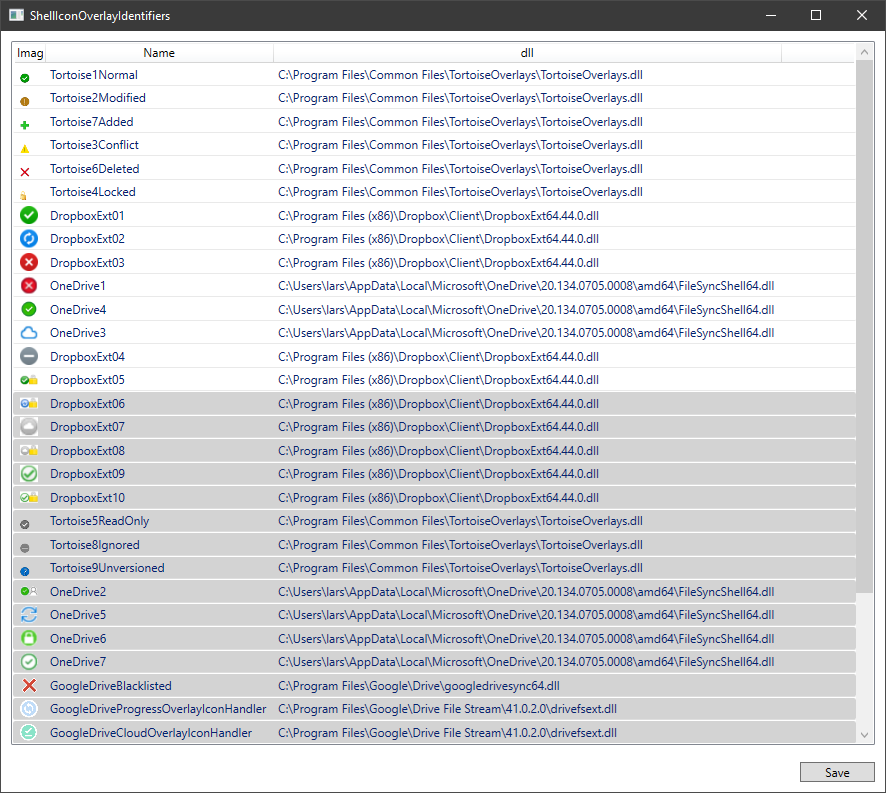 ShellIconOverlayIdentifiers
Imag Name dll
Tortoise1Normal C:\Program Files\Common Files\TortoiseOverlays\TortoiseOverlays.dll
Tortoise2Modified C:\Program Files\Common Files\TortoiseOverlays\TortoiseOverlays.dll
Tortoise7Added C:\Program Files\Common Files\TortoiseOverlays\TortoiseOverlays.dll
Tortoise3Conflict C:\Program Files\Common Files\TortoiseOverlays\TortoiseOverlays.dll
Tortoise6Deleted C:\Program Files\Common Files\TortoiseOverlays\TortoiseOverlays.dll
Tortoise4Locked C:\Program Files\Common Files\TortoiseOverlays\TortoiseOverlays.dll
DropboxExt01 C:\Program Files (x86)\Dropbox\Client\DropboxExt64.44.0.dll
DropboxExt02 C:\Program Files (x86)\Dropbox\Client\DropboxExt64.44.0.dll
DropboxExt03 C:\Program Files (x86)\Dropbox\Client\DropboxExt64.44.0.dll
OneDrive1 C:\Users\lars\AppData\Local\Microsoft\OneDrive\20.134.0705.0008\amd64\FileSyncShell64.dll
OneDrive4 C:\Users\lars\AppData\Local\Microsoft\OneDrive\20.134.0705.0008\amd64\FileSyncShell64.dll
OneDrive3 C:\Users\lars\AppData\Local\Microsoft\OneDrive\20.134.0705.0008\amd64\FileSyncShell64.dll
DropboxExt04 C:\Program Files (x86)\Dropbox\Client\DropboxExt64.44.0.dll
DropboxExt05 C:\Program Files (x86)\Dropbox\Client\DropboxExt64.44.0.dll
DropboxExt06 C:\Program Files (x86)\Dropbox\Client\DropboxExt64.44.0.dll
DropboxExt07 C:\Program Files (x86)\Dropbox\Client\DropboxExt64.44.0.dll
DropboxExt08 C:\Program Files (x86)\Dropbox\Client\DropboxExt64.44.0.dll
DropboxExt09 C:\Program Files (x86)\Dropbox\Client\DropboxExt64.44.0.dll
DropboxExt10 C:\Program Files (x86)\Dropbox\Client\DropboxExt64.44.0.dll
Tortoise5ReadOnly C:\Program Files\Common Files\TortoiseOverlays\TortoiseOverlays.dll
Tortoise8Ignored C:\Program Files\Common Files\TortoiseOverlays\TortoiseOverlays.dll
Tortoise9Unversioned C:\Program Files\Common Files\TortoiseOverlays\TortoiseOverlays.dll
OneDrive2 C:\Users\lars\AppData\Local\Microsoft\OneDrive\20.134.0705.0008\amd64\FileSyncShell64.dll
OneDrive5 C:\Users\lars\AppData\Local\Microsoft\OneDrive\20.134.0705.0008\amd64\FileSyncShell64.dll
OneDrive6 C:\Users\lars\AppData\Local\Microsoft\OneDrive\20.134.0705.0008\amd64\FileSyncShell64.dll
OneDrive7 C:\Users\lars\AppData\Local\Microsoft\OneDrive\20.134.0705.0008\amd64\FileSyncShell64.dll
GoogleDriveBlacklisted C:\Program Files\Google\Drive\googledrivesync64.dll
GoogleDriveProgressOverlayIconHandler C:\Program Files\Google\Drive File Stream\41.0.2.0\drivefsext.dll
GoogleDriveCloudOverlayIconHandler C:\Program Files\Google\Drive File Stream\41.0.2.0\drivefsext.dll
Save